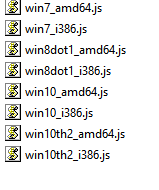 win7_amd64.js
win7_i386.js
win8dot1_amd64.js
win8dot1_i386.js
win10_amd64.js
win10_i386.js
win10th2_amd64.js
win10th2_i386.js